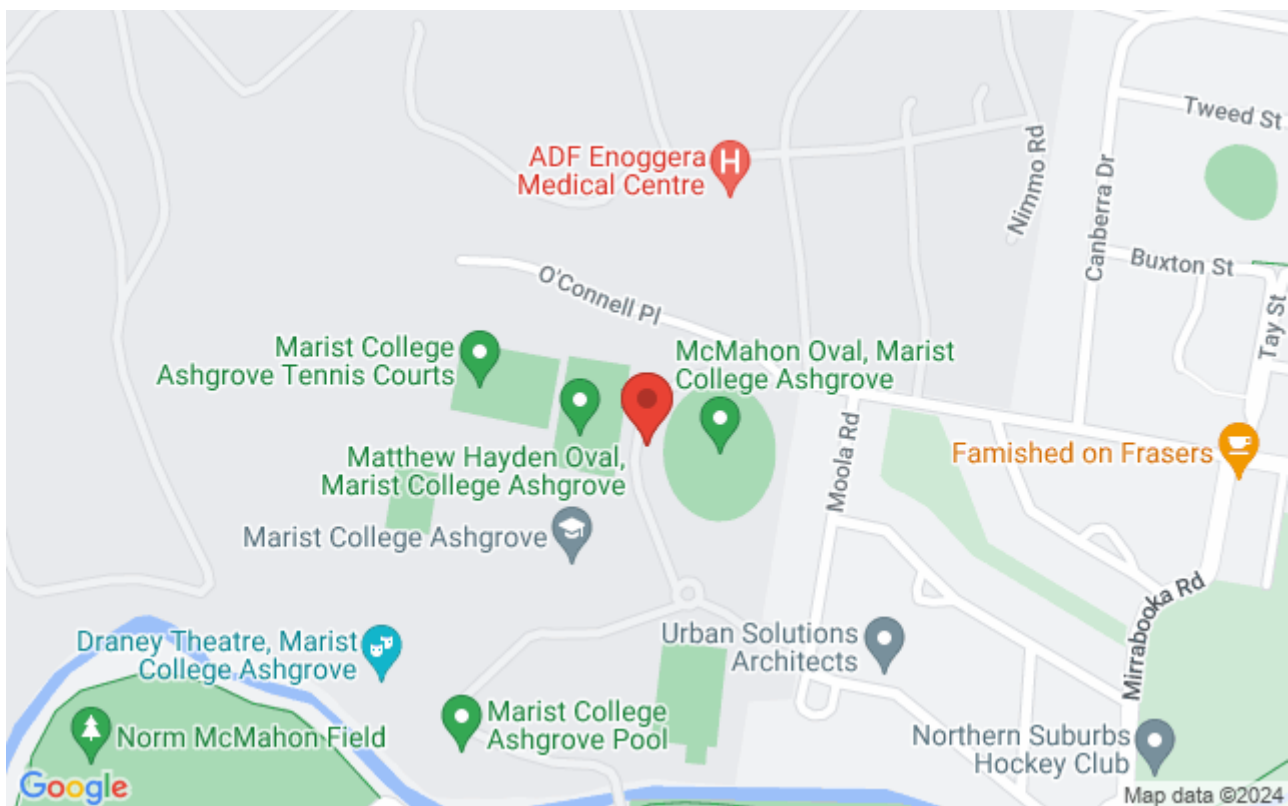 Tweed St
ADF Enoggera
Medical Centre
Nimmo Rd
Canberra Dr
Buxton St
O'Connell Pl
Tay St
Marist College
Ashgrove Tennis Courts
McMahon Oval, Marist
College Ashgrove
Matthew Hayden Oval,
Marist College Ashgrove
Moola Rd
Famished on Frasers
Marist College Ashgrove
Mirrabooka Rd
Draney Theatre, Marist
College Ashgrove
Urban Solutions
Architects
Marist College
Ashgrove Pool
Norm McMahon Field
Northern Suburbs
Hockey Club
Google
Map data ©2024
H